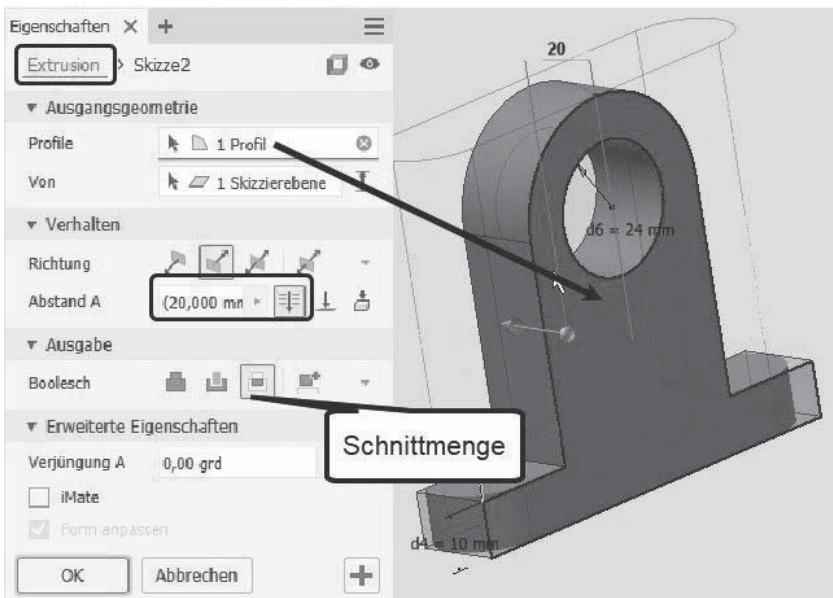 Eigenschaften × +
Extrusion > Skizze2
Ausgangsgeometrie
Profile 1 Profil
Von 1 Skizzierebene
Verhalten
Richtung
Abstand A (20,000 mm
Ausgabe
Boolesch
Schnittmenge
Erweiterte Eigenschaften
Verjüngung A 0,00 grd
iMate
Form anpassen
OK Abbrechen +
20
d6 = 24 mm
d4 = 10 mm